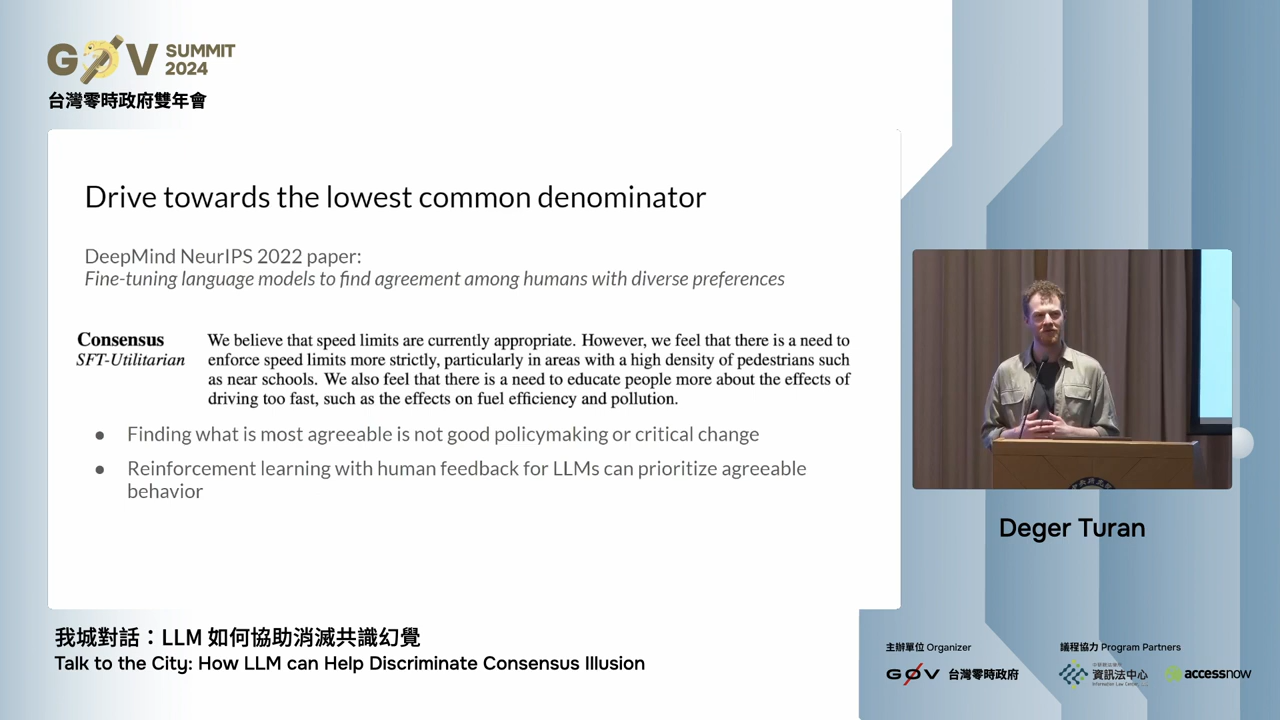 G0V SUMMIT 2024
台灣零時政府雙年會
Drive towards the lowest common denominator
DeepMind NeurIPS 2022 paper:
Fine-tuning language models to find agreement among humans with diverse preferences
Consensus
SFT-Utilitarian
We believe that speed limits are currently appropriate. However, we feel that there is a need to
enforce speed limits more strictly, particularly in areas with a high density of pedestrians such
as near schools. We also feel that there is a need to educate people more about the effects of
driving too fast, such as the effects on fuel efficiency and pollution.
● Finding what is most agreeable is not good policymaking or critical change
● Reinforcement learning with human feedback for LLMs can prioritize agreeable
behavior
Deger Turan
我城對話：LLM 如何協助消滅共識幻覺
Talk to the City: How LLM can Help Discriminate Consensus Illusion
主辦單位 Organizer
G0V 台灣零時政府
議程協力 Program Partners
資訊法中心
Information Law Center
accessnow